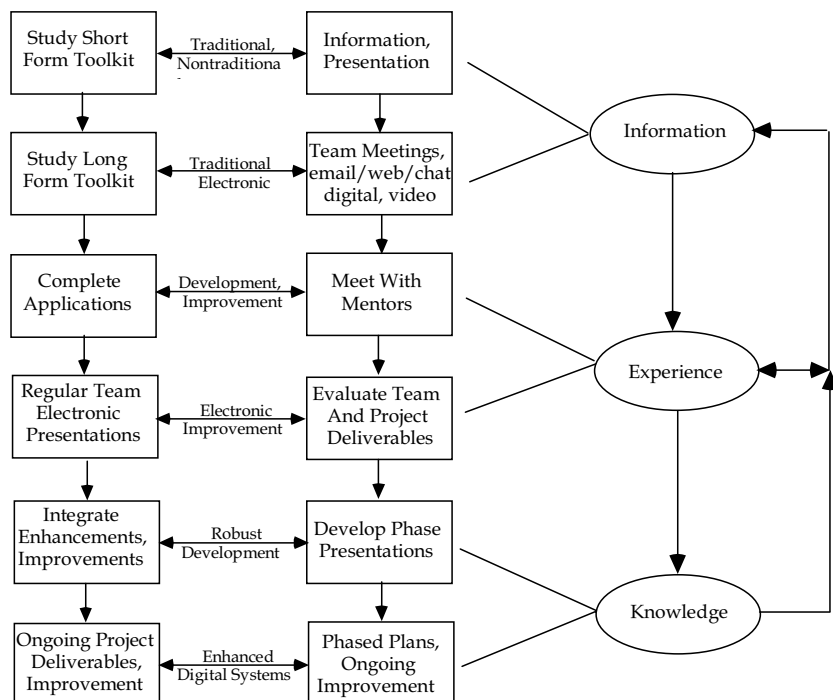 Study Short
Form Toolkit
Traditional,
Nontraditiona
Information,
Presentation
Information
Study Long
Form Toolkit
Traditional
Electronic
Team Meetings,
email/web/chat
digital, video
Complete
Applications
Development,
Improvement
Meet With
Mentors
Experience
Regular Team
Electronic
Presentations
Electronic
Improvement
Evaluate Team
And Project
Deliverables
Integrate
Enhancements,
Improvements
Robust
Development
Develop Phase
Presentations
Knowledge
Ongoing Project
Deliverables,
Improvement
Enhanced
Digital Systems
Phased Plans,
Ongoing
Improvement